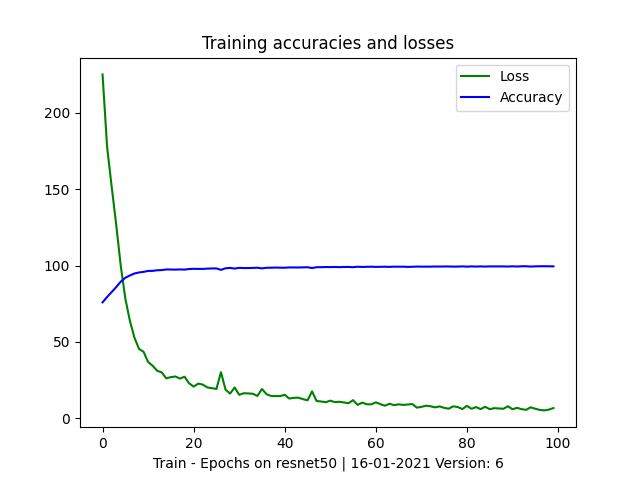 Training accuracies and losses
Loss
Accuracy
200
150
100
50
0
0 20 40 60 80 100
Train - Epochs on resnet50 | 16-01-2021 Version: 6